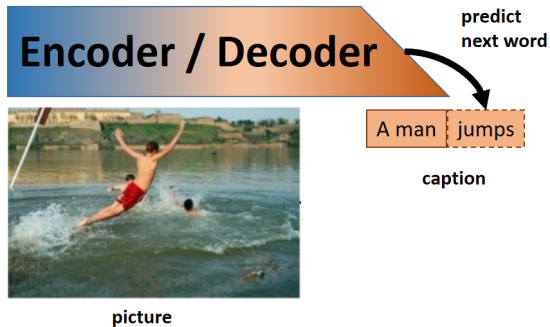 Encoder / Decoder
predict
next word
A man jumps
caption
picture